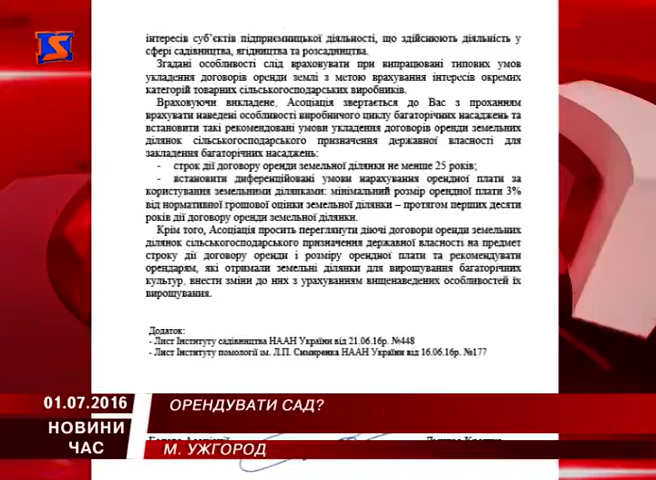 інтересів суб'єктів підприємницької діяльності, що здійснюють діяльність у
сфері садівництва, ягідництва та розсадництва.
Згадані особливості слід враховувати при випрацювані типових умов
укладення договорів оренди землі з метою врахування інтересів окремих
категорій товарних сільськогосподарських виробників.
Враховуючи викладене, Асоціація звертається до Вас з проханням
врахувати наведені особливості виробничого циклу багаторічних насаджень та
встановити такі рекомендовані умови укладення договорів оренди земельних
ділянок сільськогосподарського призначення державної власності для
закладення багаторічних насаджень:
- строк дії договору оренди земельної ділянки не менше 25 років;
- встановити диференційовані умови нарахування орендної плати за
користування земельними ділянками: мінімальний розмір орендної плати 3%
від нормативної грошової оцінки земельної ділянки – протягом перших десяти
років дії договору оренди земельної ділянки.
Крім того, Асоціація просить переглянути діючі договори оренди земельних
ділянок сільськогосподарського призначення державної власності на предмет
строку дії договору оренди і розміру орендної плати та рекомендувати
орендарям, які отримали земельні ділянки для вирощування багаторічних
культур, внести зміни до них з урахуванням вищенаведених особливостей їх
вирощування.
Додаток:
- Лист Інституту садівництва НААН України від 21.06.16р. №448
- Лист Інституту помології ім. Л.П. Симиренка НААН України від 16.06.16р. №177
01.07.2016
ОРЕНДУВАТИ САД?
НОВИНИ
ЧАС
М. УЖГОРОД